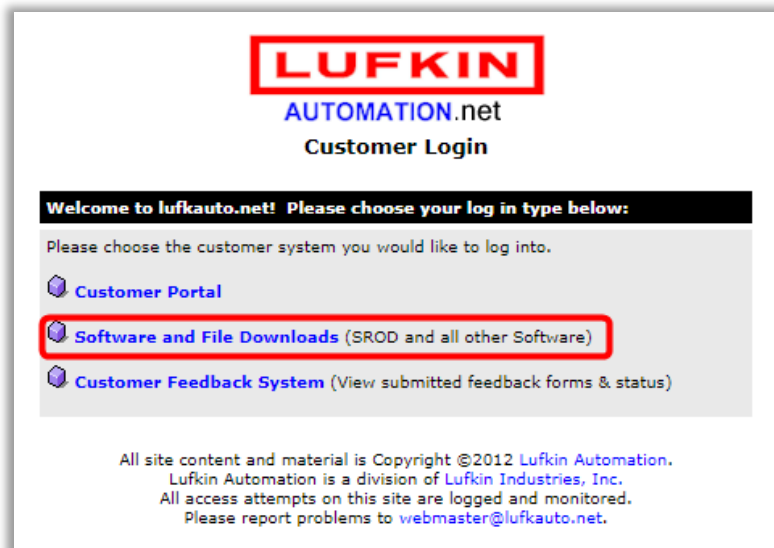 LUFKIN
AUTOMATION.net
Customer Login
Welcome to lufkauto.net! Please choose your log in type below:
Please choose the customer system you would like to log into.
Customer Portal
Software and File Downloads (SROD and all other Software)
Customer Feedback System (View submitted feedback forms & status)
All site content and material is Copyright ©2012 Lufkin Automation.
Lufkin Automation is a division of Lufkin Industries, Inc.
All access attempts on this site are logged and monitored.
Please report problems to webmaster@lufkauto.net.